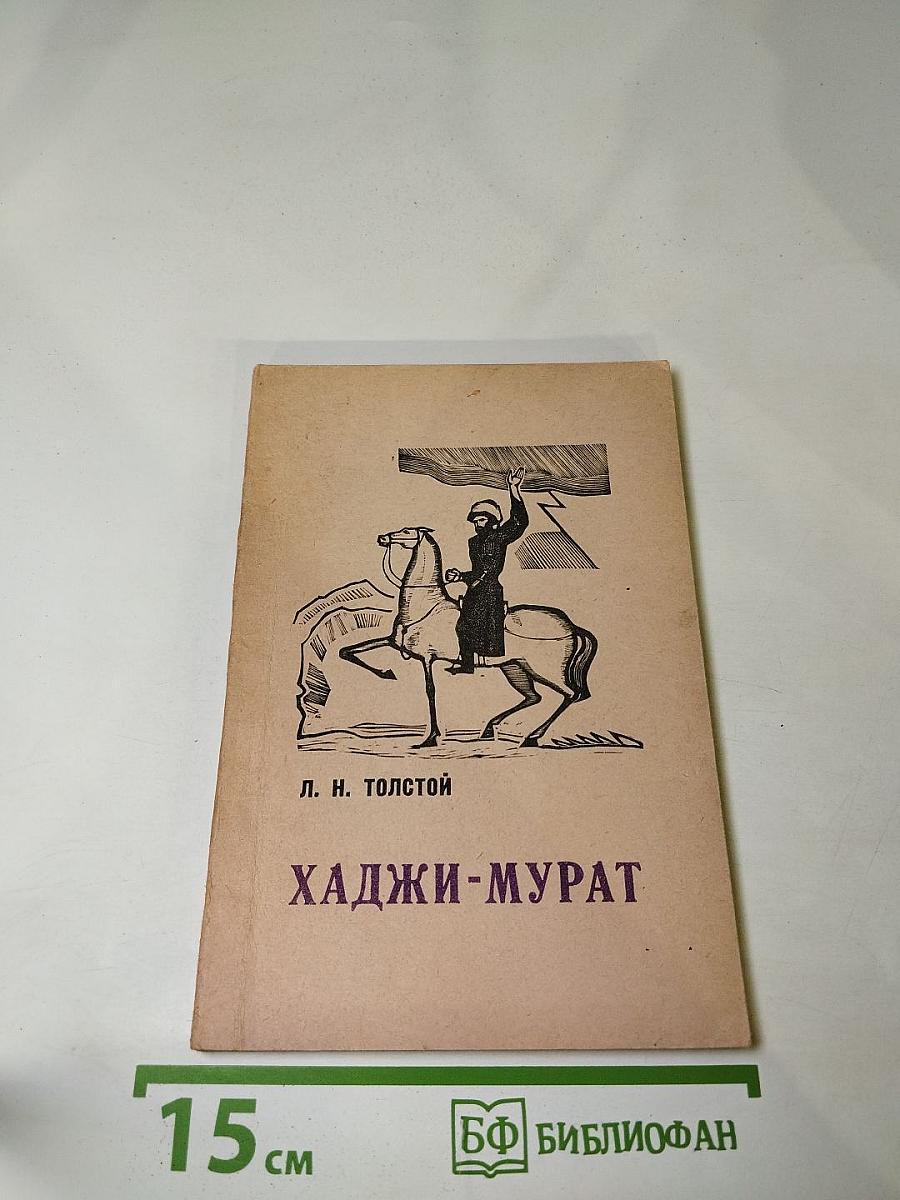 Л. Н. ТОЛСТОЙ
ХАДЖИ-МУРАТ
15 см
БФ БИБЛИОФАН